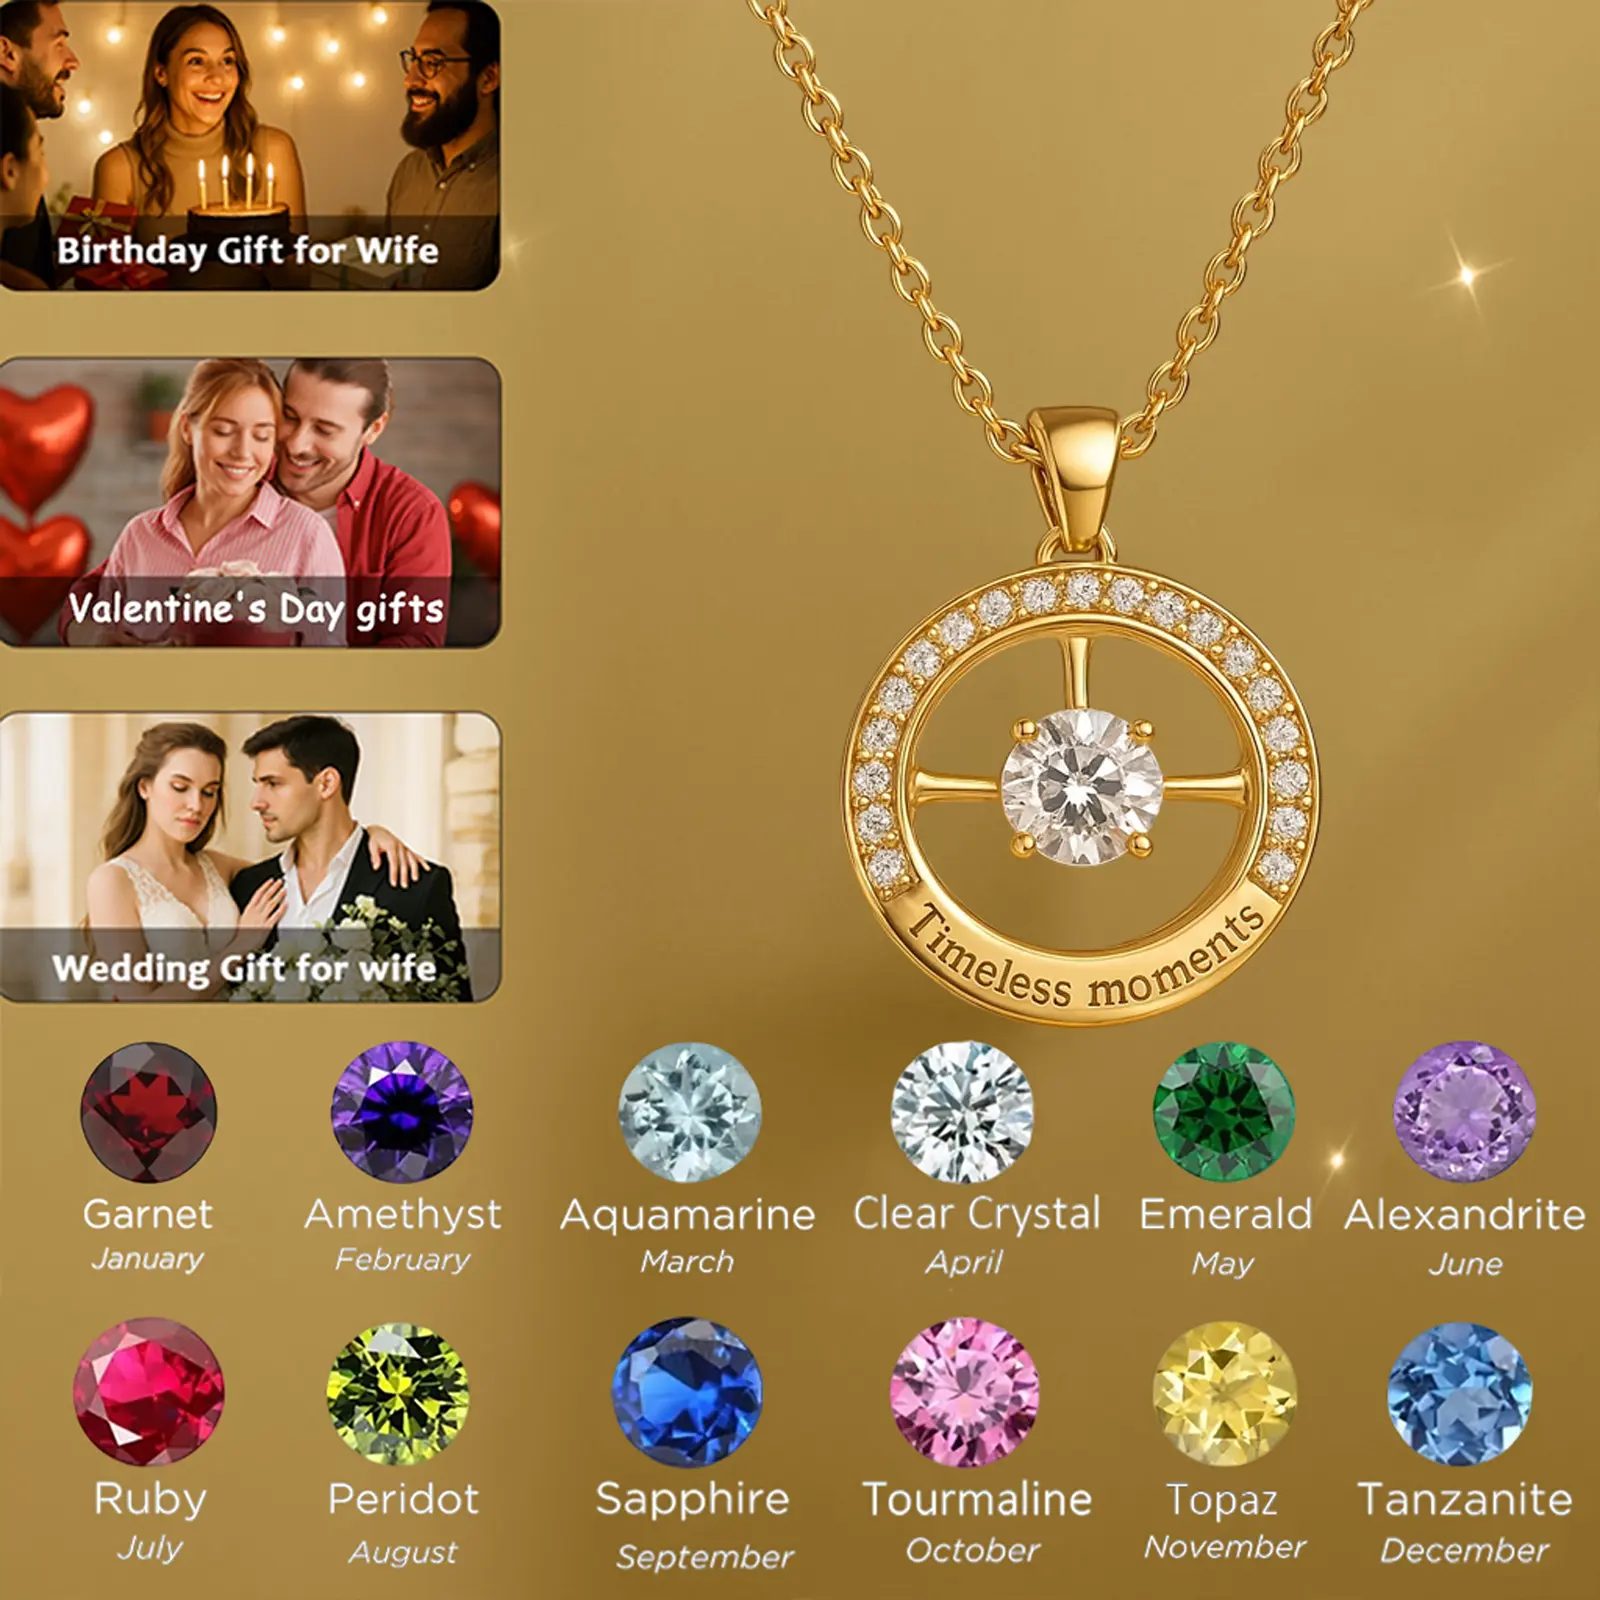 Birthday Gift for Wife
Valentine's Day gifts
Wedding Gift for wife
Timeless moments
Garnet
January
Amethyst
February
Aquamarine
March
Clear Crystal
April
Emerald
May
Alexandrite
June
Ruby
July
Peridot
August
Sapphire
September
Tourmaline
October
Topaz
November
Tanzanite
December